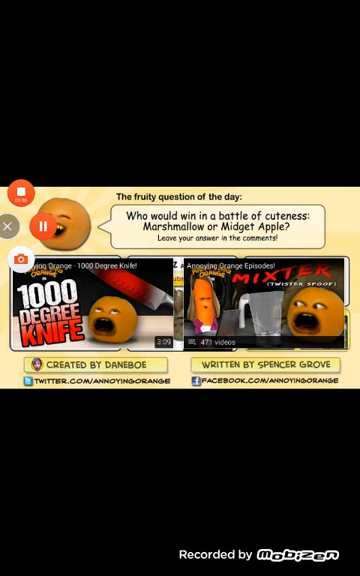 The fruity question of the day:
Who would win in a battle of cuteness:
Marshmallow or Midget Apple?
Leave your answer in the comments!
ying Orange - 1000 Degree Knife!
Annoying Orange Episodes!
ORANGE
IN
1000
DEGREE
KNIFE
3:09
ORANGE
MIXTER
(TWISTER SPOOF)
471 videos
CREATED BY DANEBOE
WRITTEN BY SPENCER GROVE
TWITTER.COM/ANNOYINGORANGE
FACEBOOK.COM/ANNOYINGORANGE
Recorded by mobizen